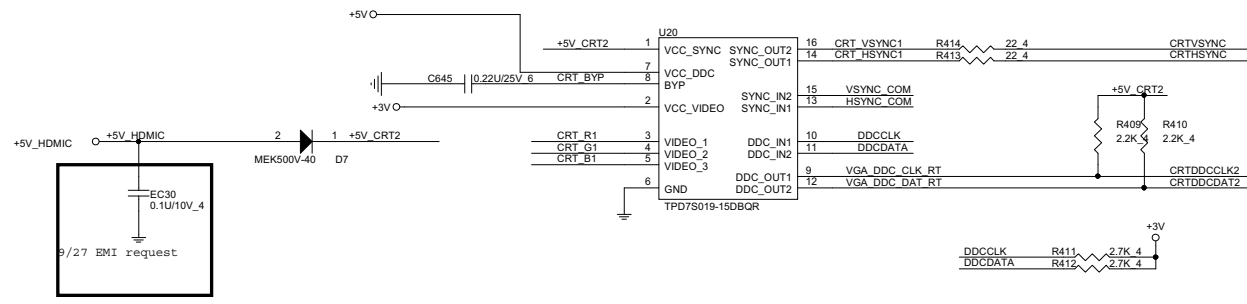 +5V
U20
+5V_CRT2 1 VCC_SYNC SYNC_OUT2 16 CRT_VSYNC1 R414 22_4 CRTVSYNC
SYNC_OUT1 14 CRT_HSYNC1 R413 22_4 CRTHSYNC
7 VCC_DDC
C645 0.22U/25V_6 CRT_BYP 8 BYP
SYNC_IN2 15 VSYNC_COM
+3V 2 VCC_VIDEO SYNC_IN1 13 HSYNC_COM
+5V_CRT2
R409 R410
2.2K_4 2.2K_4
+5V_HDMIC +5V_HDMIC 2 1 +5V_CRT2
MEK500V-40 D7
CRT_R1 3 VIDEO_1 DDC_IN1 10 DDCCLK
CRT_G1 4 VIDEO_2 DDC_IN2 11 DDCDATA
CRT_B1 5 VIDEO_3
DDC_OUT1 9 VGA_DDC_CLK_RT CRTDDCCLK2
6 GND DDC_OUT2 12 VGA_DDC_DAT_RT CRTDDCDAT2
TPD7S019-15DBQR
EC30
0.1U/10V_4
9/27 EMI request
+3V
DDCCLK R411 2.7K_4
DDCDATA R412 2.7K_4